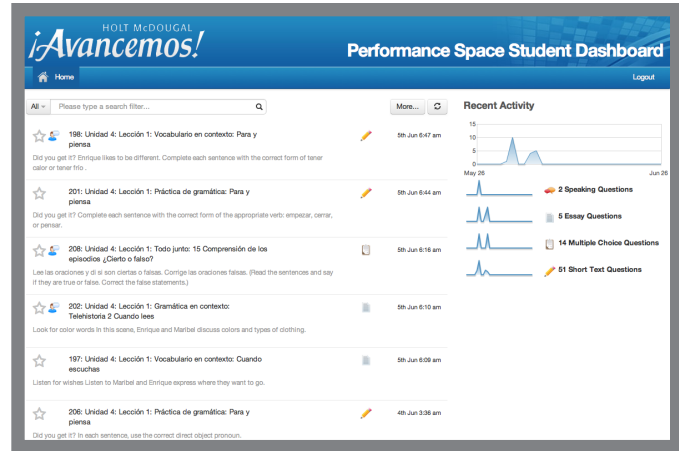 HOLT McDOUGAL
¡Avancemos!
Performance Space Student Dashboard
Home
Logout
All
Please type a search filter...
More...
198: Unidad 4: Lección 1: Vocabulario en contexto: Para y
piensa
5th Jun 6:47 am
Did you get it? Enrique likes to be different. Complete each sentence with the correct form of tener
calor or tener frio .
201: Unidad 4: Lección 1: Práctica de gramática: Para y
piensa
5th Jun 6:44 am
Did you get it? Complete each sentence with the correct form of the appropriate verb: empezar, cerrar,
or pensar.
208: Unidad 4: Lección 1: Todo junto: 15 Comprensión de los
episodios ¿Cierto o falso?
5th Jun 6:16 am
Lee las oraciones y di si son ciertas o falsas. Corrige las oraciones falsas. (Read the sentences and say
if they are true or false. Correct the false statements.)
202: Unidad 4: Lección 1: Gramática en contexto:
Telehistoria 2 Cuando lees
5th Jun 6:10 am
Look for color words In this scene, Enrique and Maribel discuss colors and types of clothing.
197: Unidad 4: Lección 1: Vocabulario en contexto: Cuando
escuchas
5th Jun 6:09 am
Listen for wishes Listen to Maribel and Enrique express where they want to go.
206: Unidad 4: Lección 1: Práctica de gramática: Para y
piensa
4th Jun 3:36 am
Did you get it? In each sentence, use the correct direct object pronoun.
Recent Activity
15
10
5
0
May 26
Jun 26
2 Speaking Questions
5 Essay Questions
14 Multiple Choice Questions
51 Short Text Questions